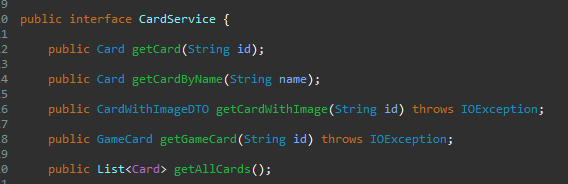 9
0 public interface CardService {
1
2 public Card getCard(String id);
3
4 public Card getCardByName(String name);
5
6 public CardWithImageDTO getCardWithImage(String id) throws IOException;
7
8 public GameCard getGameCard(String id) throws IOException;
9
0 public List<Card> getAllCards();